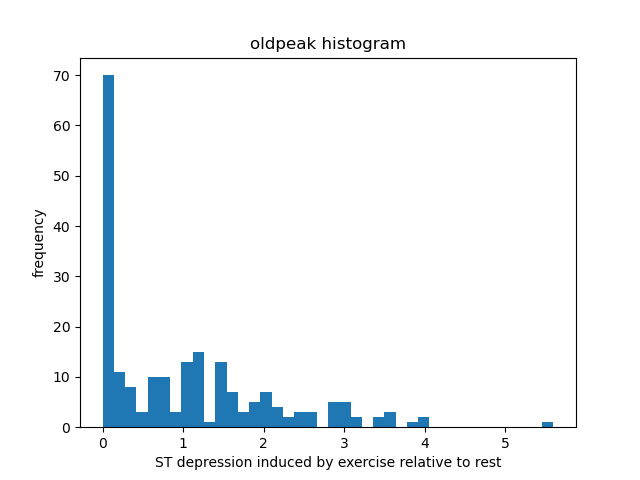 oldpeak histogram
70
60
50
40
30
20
10
0
frequency
0 1 2 3 4 5
ST depression induced by exercise relative to rest